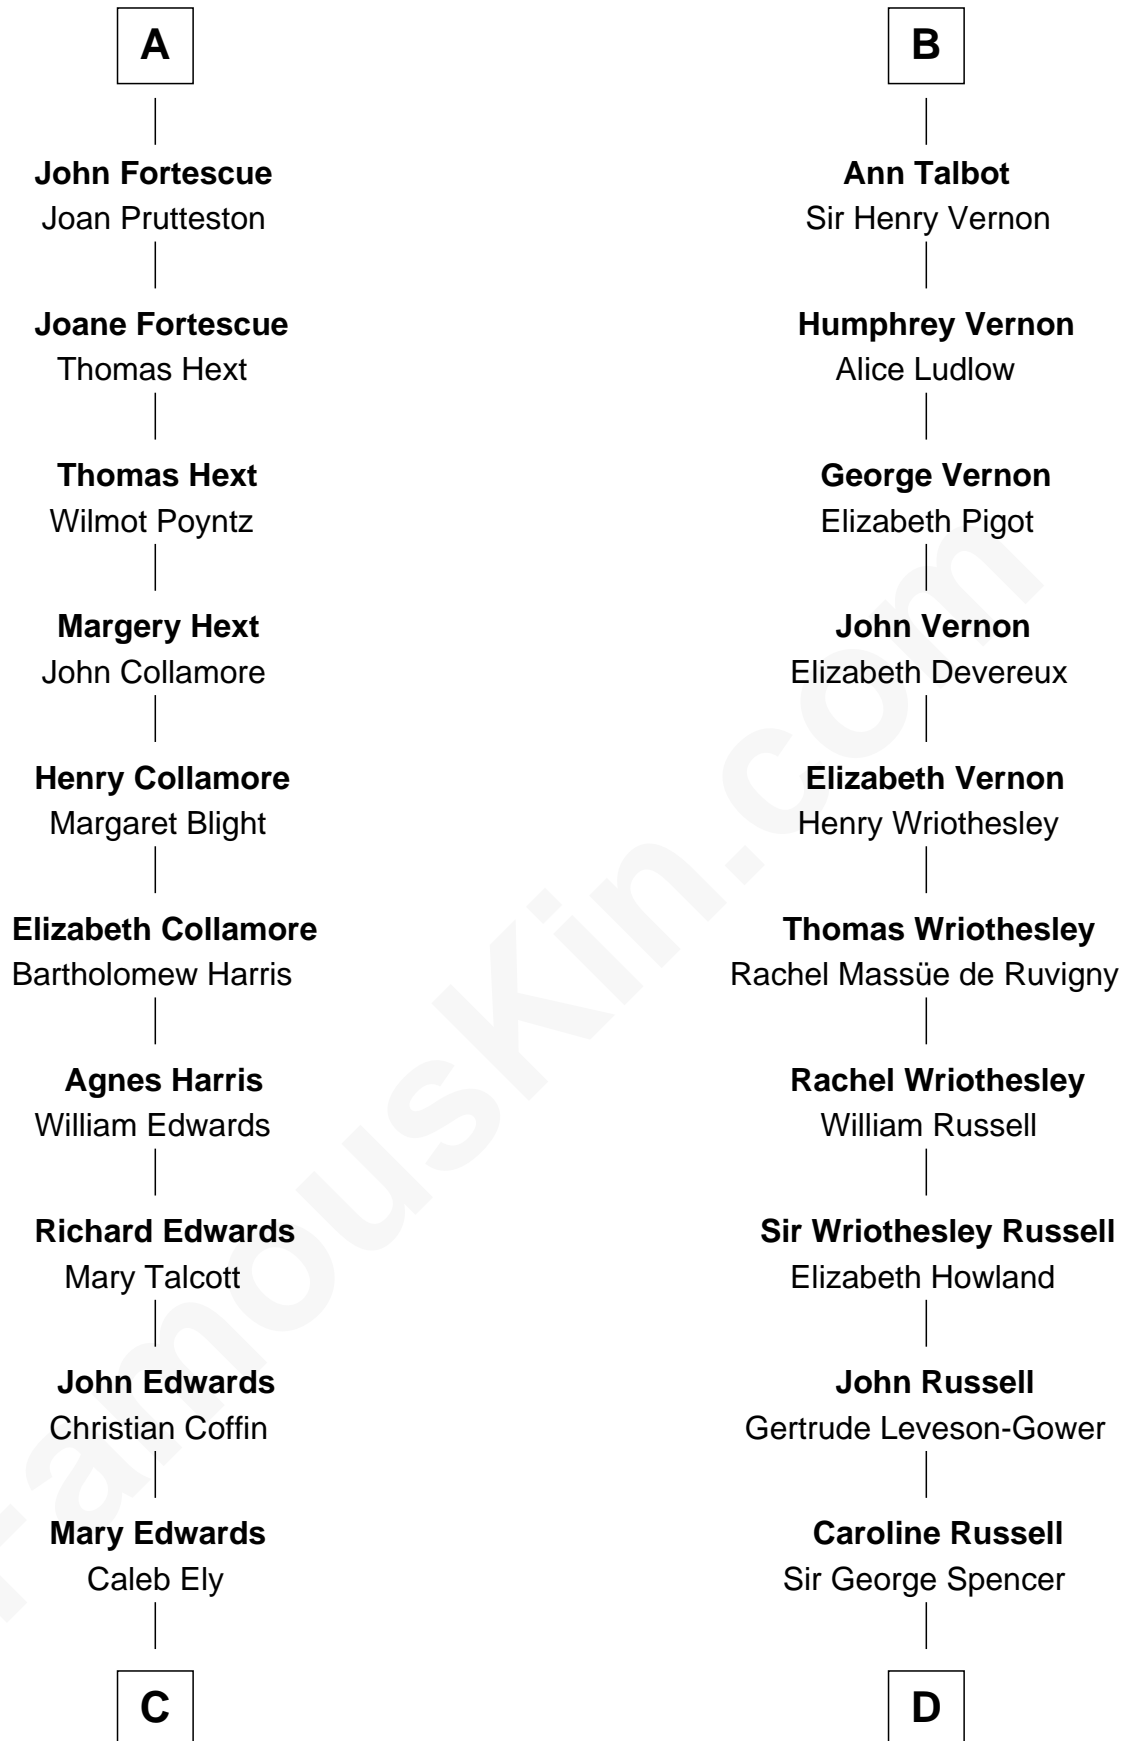 A
John Fortescue
Joan Prutteston
Joane Fortescue
Thomas Hext
Thomas Hext
Wilmot Poyntz
Margery Hext
John Collamore
Henry Collamore
Margaret Blight
Elizabeth Collamore
Bartholomew Harris
Agnes Harris
William Edwards
Richard Edwards
Mary Talcott
John Edwards
Christian Coffin
Mary Edwards
Caleb Ely
C
B
Ann Talbot
Sir Henry Vernon
Humphrey Vernon
Alice Ludlow
George Vernon
Elizabeth Pigot
John Vernon
Elizabeth Devereux
Elizabeth Vernon
Henry Wriothesley
Thomas Wriothesley
Rachel Massüe de Ruvigny
Rachel Wriothesley
William Russell
Sir Wriothesley Russell
Elizabeth Howland
John Russell
Gertrude Leveson-Gower
Caroline Russell
Sir George Spencer
D
FamousKin.com